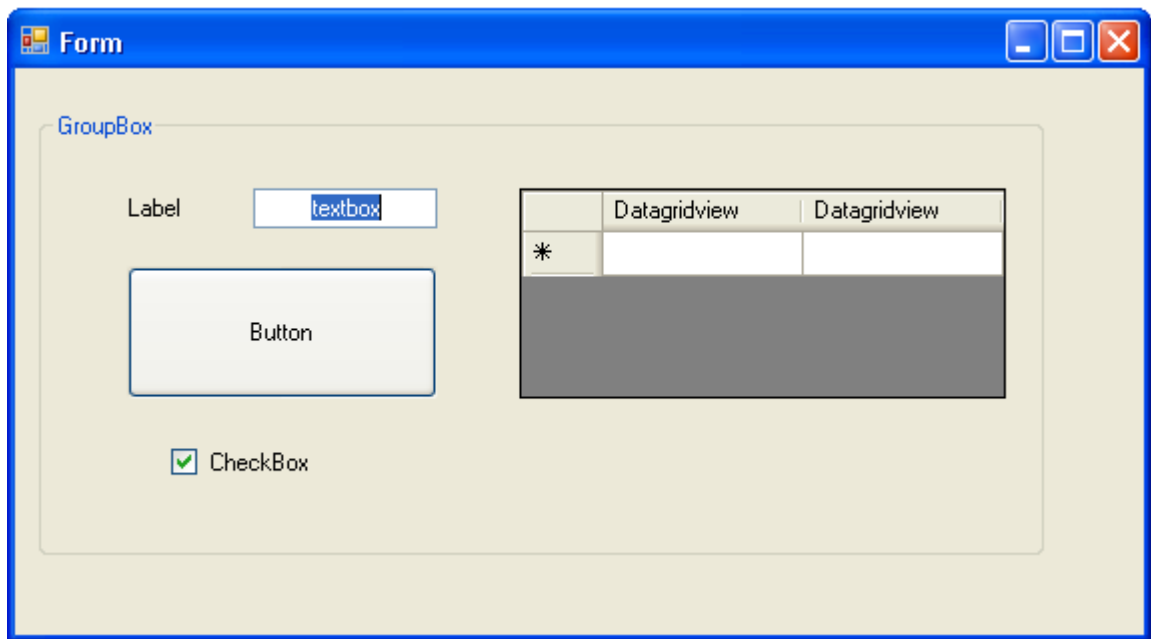 Form
GroupBox
Label textbox
Datagridview Datagridview
Button
CheckBox